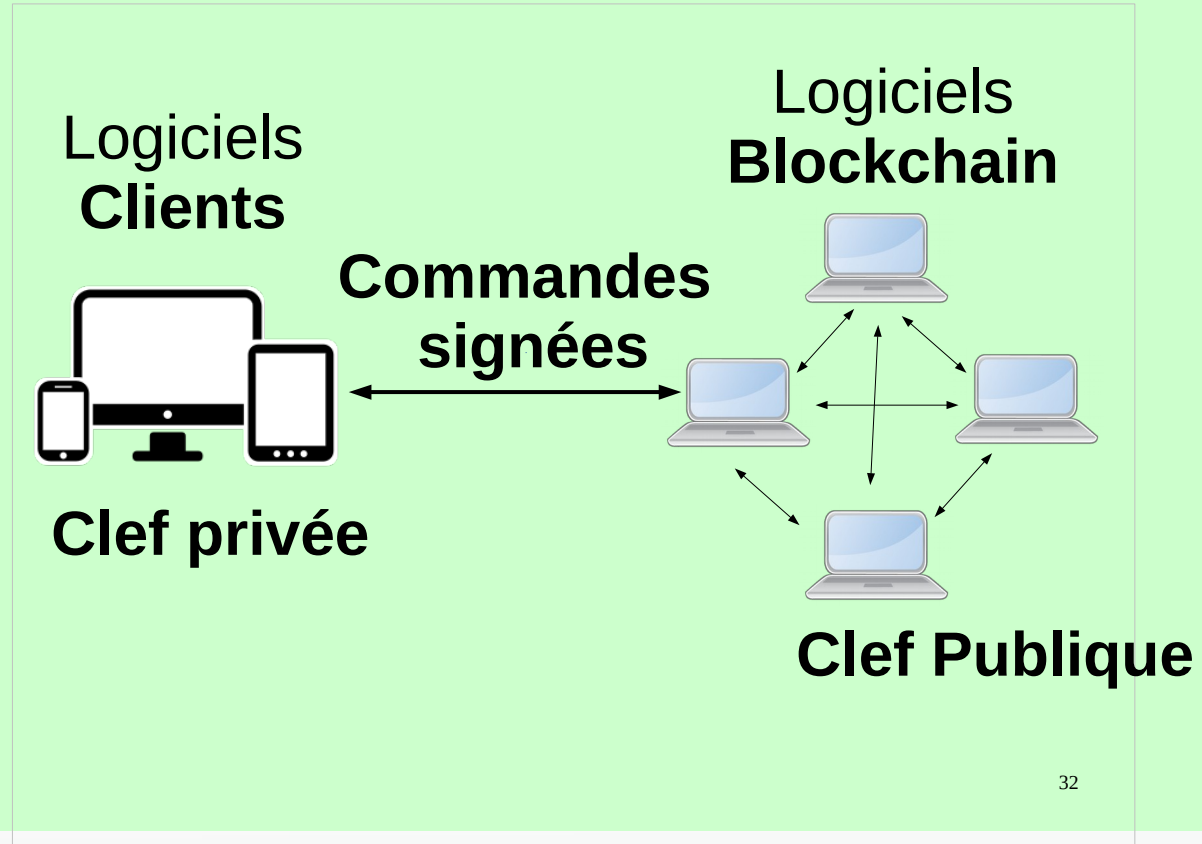 Logiciels
Clients
Logiciels
Blockchain
Commandes
signées
Clef privée
Clef Publique
32